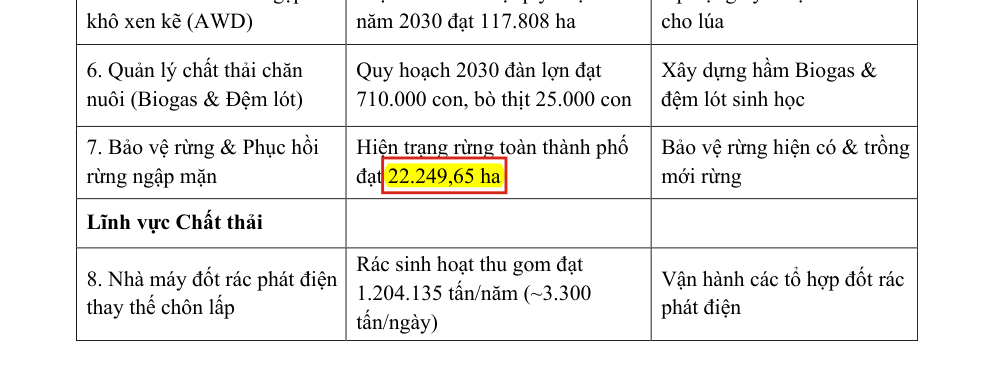 khô xen kẽ (AWD)
năm 2030 đạt 117.808 ha
cho lúa
6. Quản lý chất thải chăn
nuôi (Biogas & Đệm lót)
Quy hoạch 2030 đàn lợn đạt
710.000 con, bò thịt 25.000 con
Xây dựng hầm Biogas &
đệm lót sinh học
7. Bảo vệ rừng & Phục hồi
rừng ngập mặn
Hiện trạng rừng toàn thành phố
đạt 22.249,65 ha
Bảo vệ rừng hiện có & trồng
mới rừng
Lĩnh vực Chất thải
8. Nhà máy đốt rác phát điện
thay thế chôn lấp
Rác sinh hoạt thu gom đạt
1.204.135 tấn/năm (~3.300
tấn/ngày)
Vận hành các tổ hợp đốt rác
phát điện